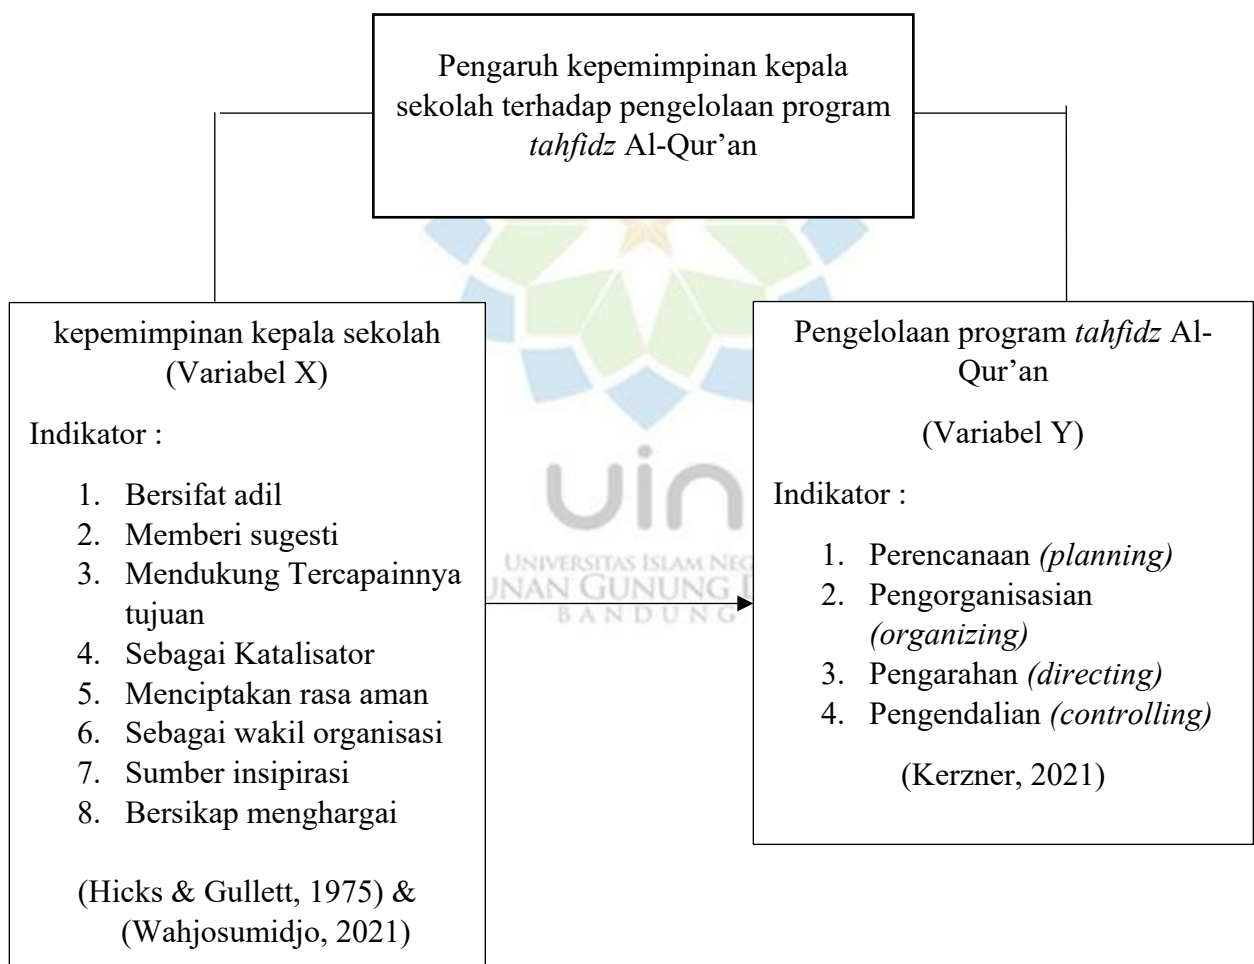 Pengaruh kepemimpinan kepala
sekolah terhadap pengelolaan program
tahfidz Al-Qur’an
kepemimpinan kepala sekolah
(Variabel X)
Indikator :
1. Bersifat adil
2. Memberi sugesti
3. Mendukung Tercapainnya
tujuan
4. Sebagai Katalisator
5. Menciptakan rasa aman
6. Sebagai wakil organisasi
7. Sumber insipirasi
8. Bersikap menghargai
(Hicks & Gullett, 1975) &
(Wahjosumidjo, 2021)
uin
UNIVERSITAS ISLAM
GUNUNG
BANDUNG
Pengelolaan program tahfidz Al-
Qur’an
(Variabel Y)
Indikator :
1. Perencanaan (planning)
2. Pengorganisasian
(organizing)
3. Pengarahan (directing)
4. Pengendalian (controlling)
(Kerzner, 2021)